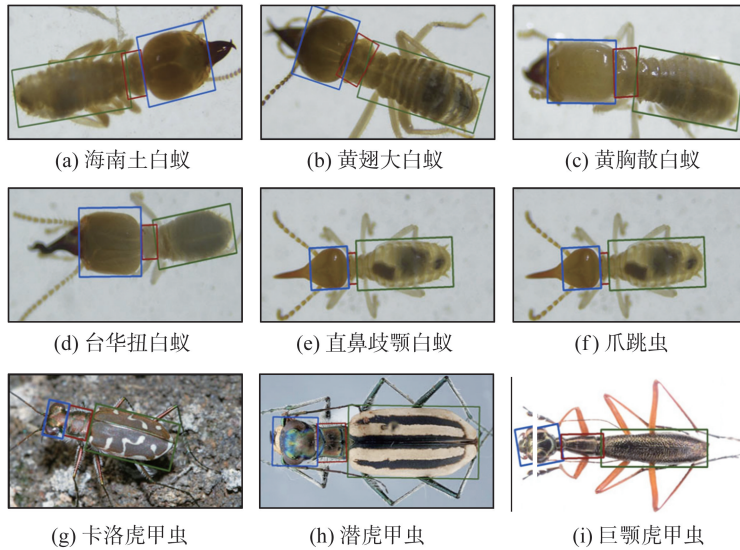 (a) 海南土白蚁
(b) 黄翅大白蚁
(c) 黄胸散白蚁
(d) 台华扭白蚁
(e) 直鼻歧颚白蚁
(f) 爪跳虫
(g) 卡洛虎甲虫
(h) 潜虎甲虫
(i) 巨颚虎甲虫